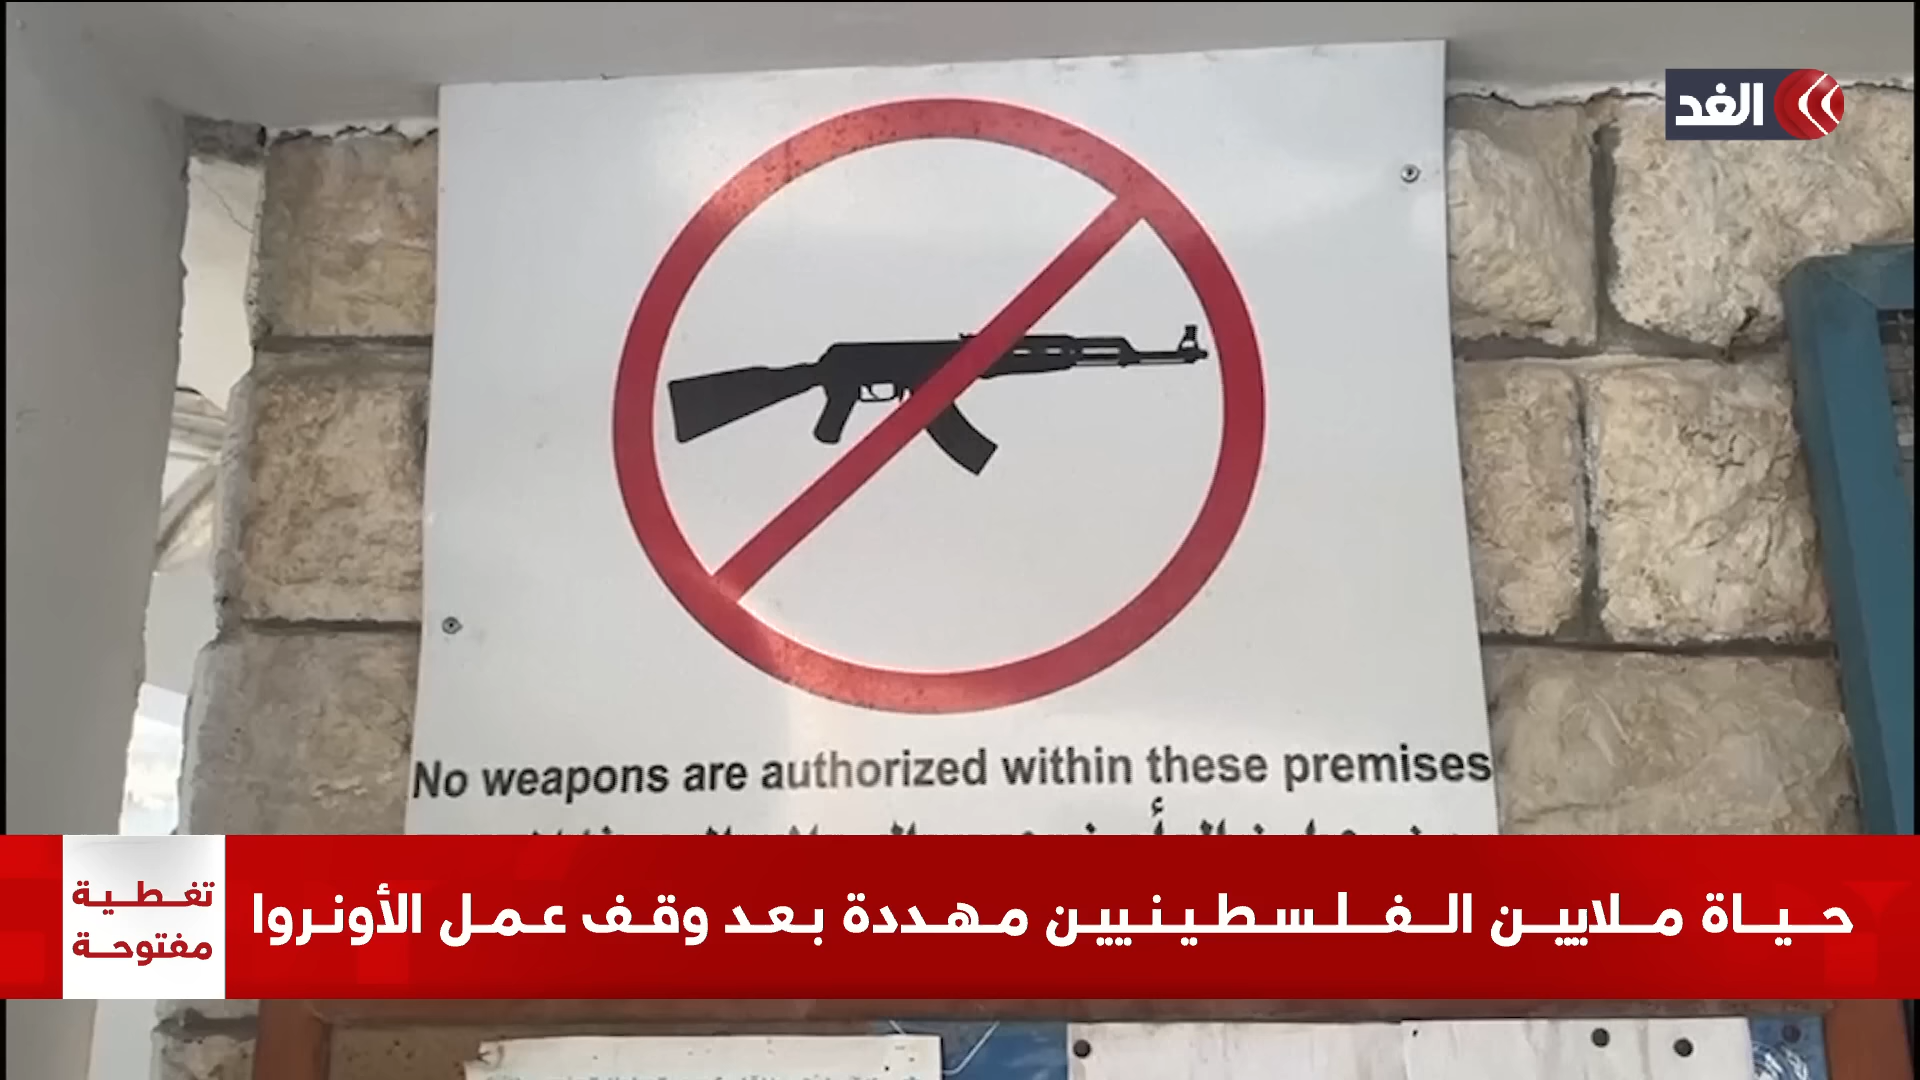 الغد
No weapons are authorized within these premises
حياة ملايين الفلسطينيين مهددة بعد وقف عمل الأونروا
تغطية
مفتوحة